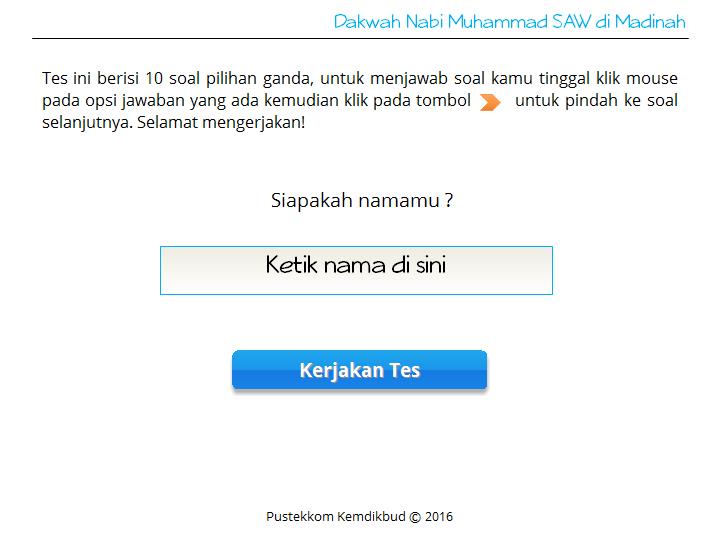 Dakwah Nabi Muhammad SAW di Madinah
Tes ini berisi 10 soal pilihan ganda, untuk menjawab soal kamu tinggal klik mouse
pada opsi jawaban yang ada kemudian klik pada tombol untuk pindah ke soal
selanjutnya. Selamat mengerjakan!
Siapakah namamu ?
Ketik nama di sini
Kerjakan Tes
Pustekkom Kemdikbud © 2016